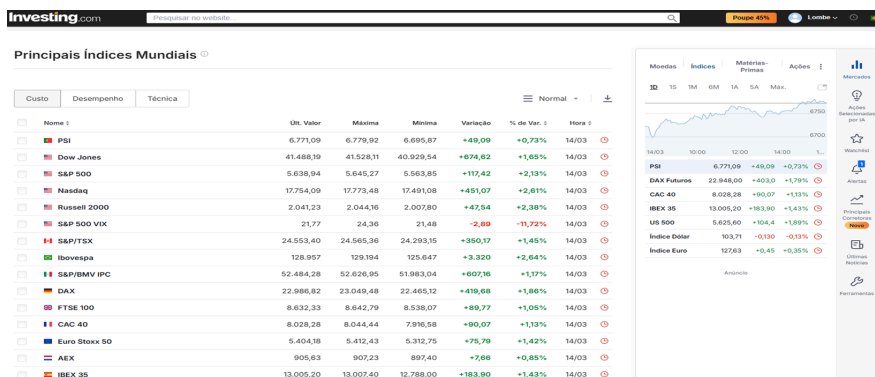 Investing.com
Pesquisar no website...
Poupe 45%
Lombe
Principais Índices Mundiais
Custo Desempenho Técnica
Normal
Nome Últ. Valor Máxima Mínima Variação % de Var. Hora
PSI 6.771,09 6.779,92 6.695,87 +49,09 +0,73% 14/03
Dow Jones 41.488,19 41.528,11 40.929,54 +674,62 +1,65% 14/03
S&P 500 5.638,94 5.645,27 5.563,85 +117,42 +2,13% 14/03
Nasdaq 17.754,09 17.773,48 17.491,08 +451,07 +2,61% 14/03
Russell 2000 2.041,23 2.044,16 2.007,80 +47,54 +2,38% 14/03
S&P 500 VIX 21,77 24,36 21,48 -2,89 -11,72% 14/03
S&P/TSX 24.553,40 24.565,36 24.293,15 +350,17 +1,45% 14/03
Ibovespa 128.957 129.194 125.647 +3.320 +2,64% 14/03
S&P/BMV IPC 52.484,28 52.626,95 51.983,04 +607,16 +1,17% 14/03
DAX 22.986,82 23.049,48 22.465,12 +419,68 +1,86% 14/03
FTSE 100 8.632,33 8.642,79 8.538,07 +89,77 +1,05% 14/03
CAC 40 8.028,28 8.044,44 7.916,58 +90,07 +1,13% 14/03
Euro Stoxx 50 5.404,18 5.412,43 5.312,75 +75,79 +1,42% 14/03
AEX 905,63 907,23 897,40 +7,66 +0,85% 14/03
IBEX 35 13.005,20 13.007,40 12.788,00 +183,90 +1,43% 14/03
Moedas Índices Matérias-Primas Ações
1D 1S 1M 6M 1A 5A Máx.
6750
6700
14/03 10:00 12:00 14:00 1...
PSI 6.771,09 +49,09 +0,73%
DAX Futuros 22.948,00 +403,0 +1,79%
CAC 40 8.028,28 +90,07 +1,13%
IBEX 35 13.005,20 +183,90 +1,43%
US 500 5.625,60 +104,4 +1,89%
Índice Dólar 103,71 -0,130 -0,13%
Índice Euro 127,63 +0,45 +0,35%
Anúncio
Mercados
Ações
Selecionadas
por IA
Watchlist
1
Alertas
Principais
Corretoras
Novo
Últimas
Notícias
Ferramentas